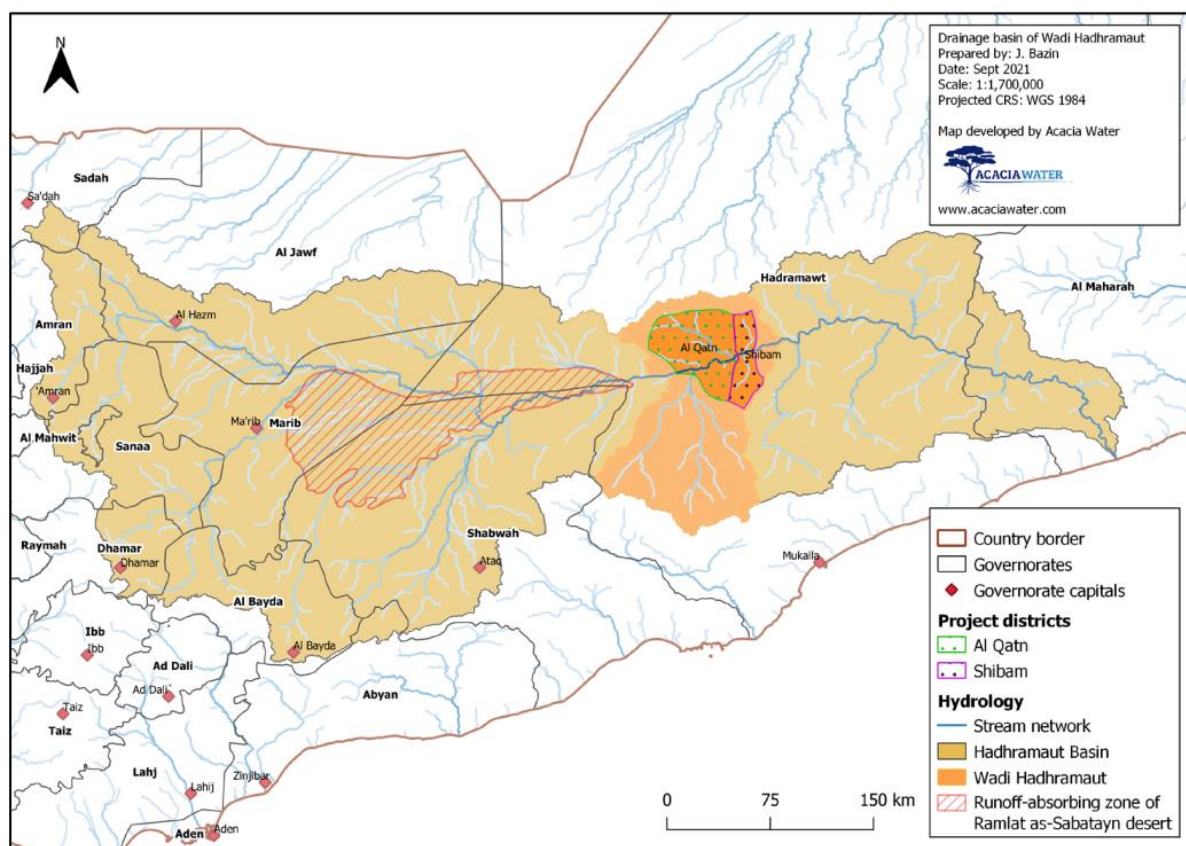 Drainage basin of Wadi Hadhramaut
Prepared by: J. Bazin
Date: Sept 2021
Scale: 1:1,700,000
Projected CRS: WGS 1984
Map developed by Acacia Water
ACACIAWATER
www.acaciawater.com
N
Sadah
Sa'dah
Al Jawf
Hadramawt
Al Maharah
Al Hazm
Amran
Al Qatn
Shibam
Hajjah
'Amran
Ma'rib
Marib
Al Mahwit
Sanaa
Shabwah
Raymah
Dhamar
Dhamar
Ataq
Mukalla
Al Bayda
Ibb
Ibb
Al Bayda
Ad Dali
Ad Dali`
Abyan
Taiz
Taiz
Lahj
Zinjibar
Lahij
Aden
Aden
0 75 150 km
Country border
Governorates
Governorate capitals
Project districts
Al Qatn
Shibam
Hydrology
Stream network
Hadhramaut Basin
Wadi Hadhramaut
Runoff-absorbing zone of
Ramlat as-Sabatayn desert